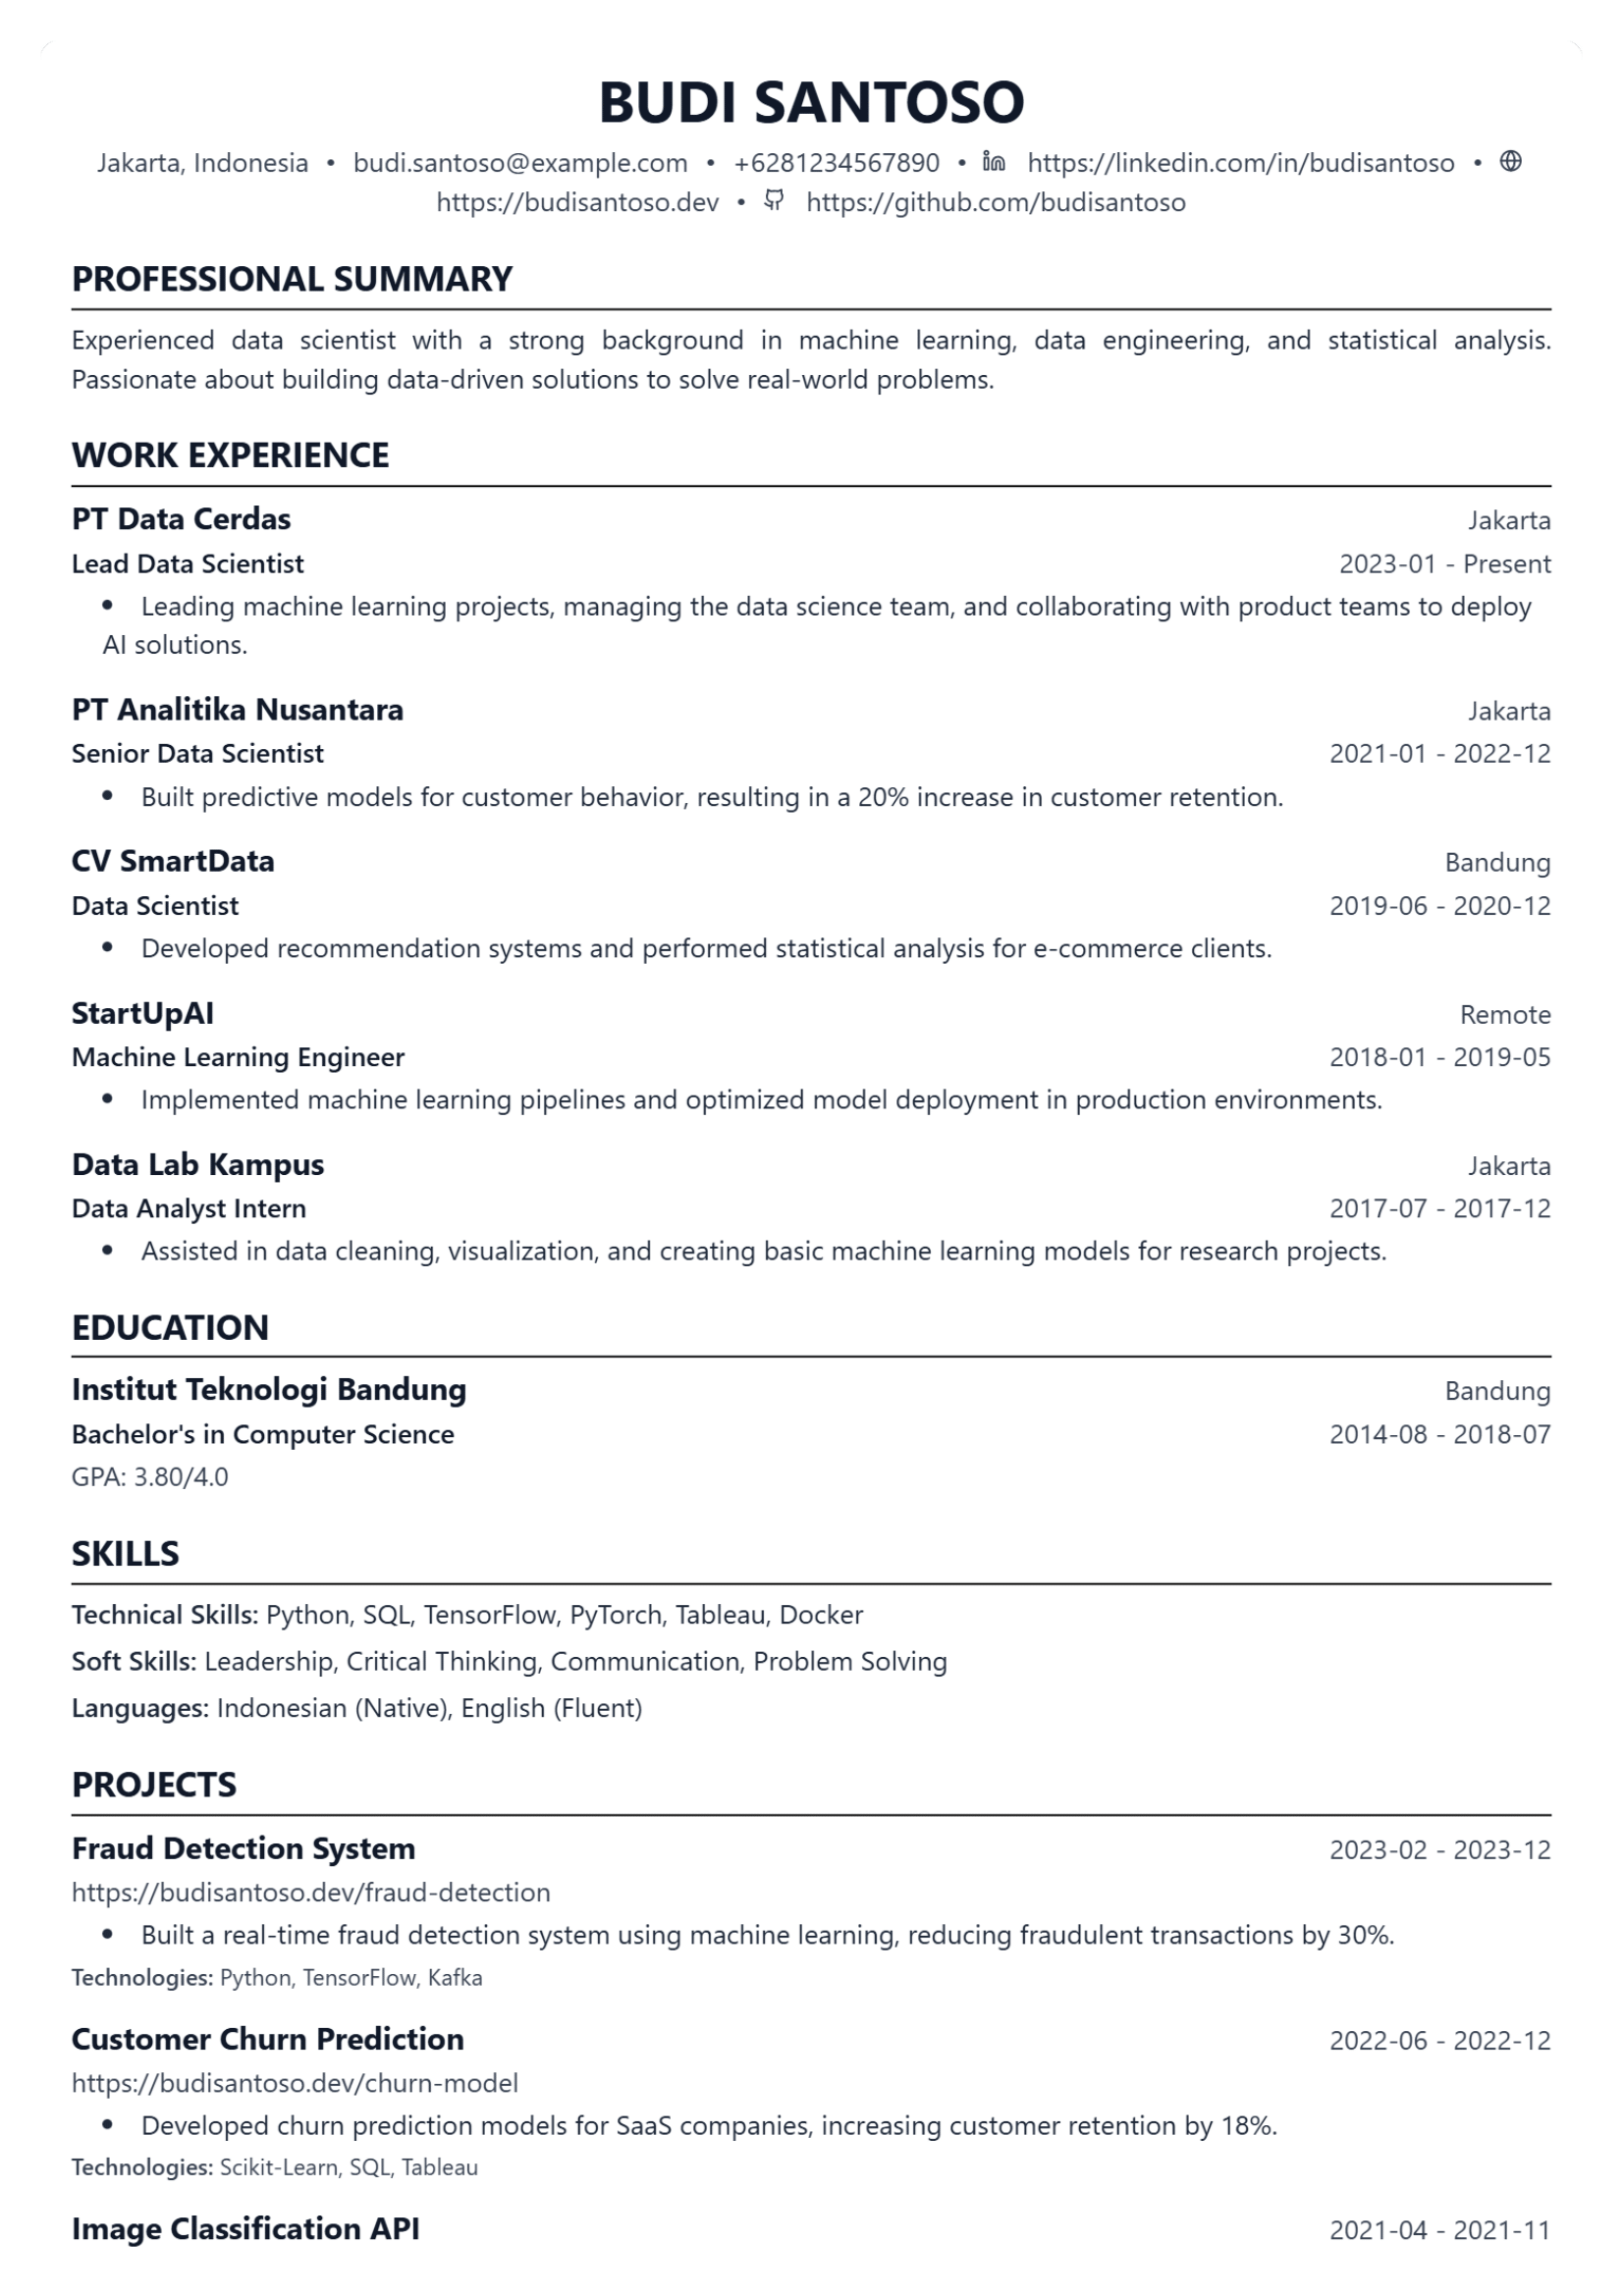 BUDI SANTOSO
Jakarta, Indonesia • budi.santoso@example.com • +6281234567890 • https://linkedin.com/in/budisantoso •
https://budisantoso.dev • https://github.com/budisantoso
PROFESSIONAL SUMMARY
Experienced data scientist with a strong background in machine learning, data engineering, and statistical analysis.
Passionate about building data-driven solutions to solve real-world problems.
WORK EXPERIENCE
PT Data Cerdas Jakarta
Lead Data Scientist 2023-01 - Present
• Leading machine learning projects, managing the data science team, and collaborating with product teams to deploy
AI solutions.
PT Analitika Nusantara Jakarta
Senior Data Scientist 2021-01 - 2022-12
• Built predictive models for customer behavior, resulting in a 20% increase in customer retention.
CV SmartData Bandung
Data Scientist 2019-06 - 2020-12
• Developed recommendation systems and performed statistical analysis for e-commerce clients.
StartUpAI Remote
Machine Learning Engineer 2018-01 - 2019-05
• Implemented machine learning pipelines and optimized model deployment in production environments.
Data Lab Kampus Jakarta
Data Analyst Intern 2017-07 - 2017-12
• Assisted in data cleaning, visualization, and creating basic machine learning models for research projects.
EDUCATION
Institut Teknologi Bandung Bandung
Bachelor's in Computer Science 2014-08 - 2018-07
GPA: 3.80/4.0
SKILLS
Technical Skills: Python, SQL, TensorFlow, PyTorch, Tableau, Docker
Soft Skills: Leadership, Critical Thinking, Communication, Problem Solving
Languages: Indonesian (Native), English (Fluent)
PROJECTS
Fraud Detection System 2023-02 - 2023-12
https://budisantoso.dev/fraud-detection
• Built a real-time fraud detection system using machine learning, reducing fraudulent transactions by 30%.
Technologies: Python, TensorFlow, Kafka
Customer Churn Prediction 2022-06 - 2022-12
https://budisantoso.dev/churn-model
• Developed churn prediction models for SaaS companies, increasing customer retention by 18%.
Technologies: Scikit-Learn, SQL, Tableau
Image Classification API 2021-04 - 2021-11